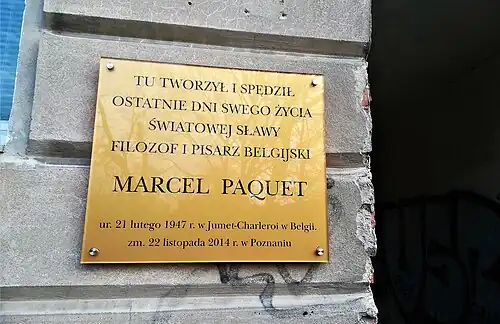 TU TWORZYŁ I SPĘDZIŁ
OSTATNIE DNI SWEGO ŻYCIA
ŚWIATOWEJ SŁAWY
FILOZOF I PISARZ BELGIJSKI
MARCEL PAQUET
ur. 21 lutego 1947 r. w Jumet-Charleroi w Belgii.
zm. 22 listopada 2014 r. w Poznaniu